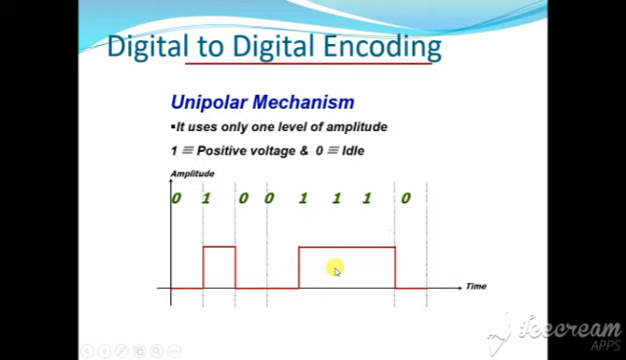 Digital to Digital Encoding
Unipolar Mechanism
▪It uses only one level of amplitude
1 ≡ Positive voltage & 0 ≡ Idle
Amplitude
0 1 0 0 1 1 1 0
Time
Icecream
APPS